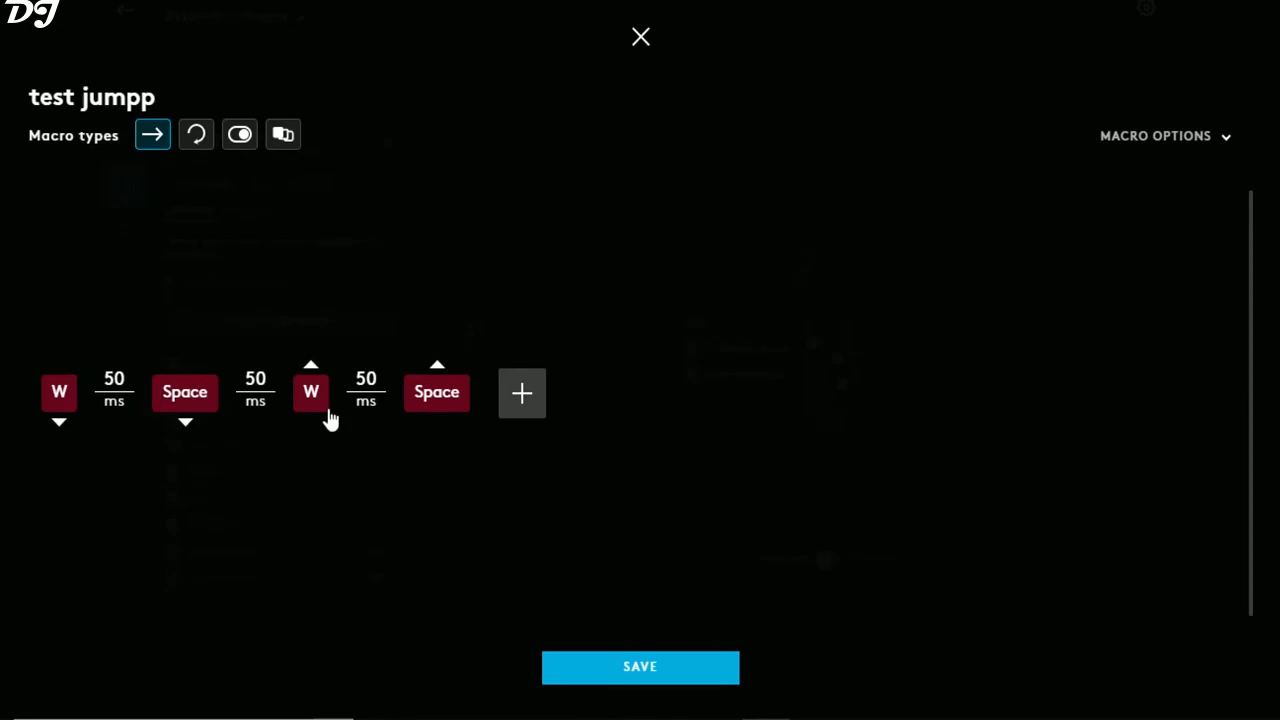 DJ
test jumpp
Macro types
MACRO OPTIONS
W 50 ms Space 50 ms W 50 ms Space
SAVE